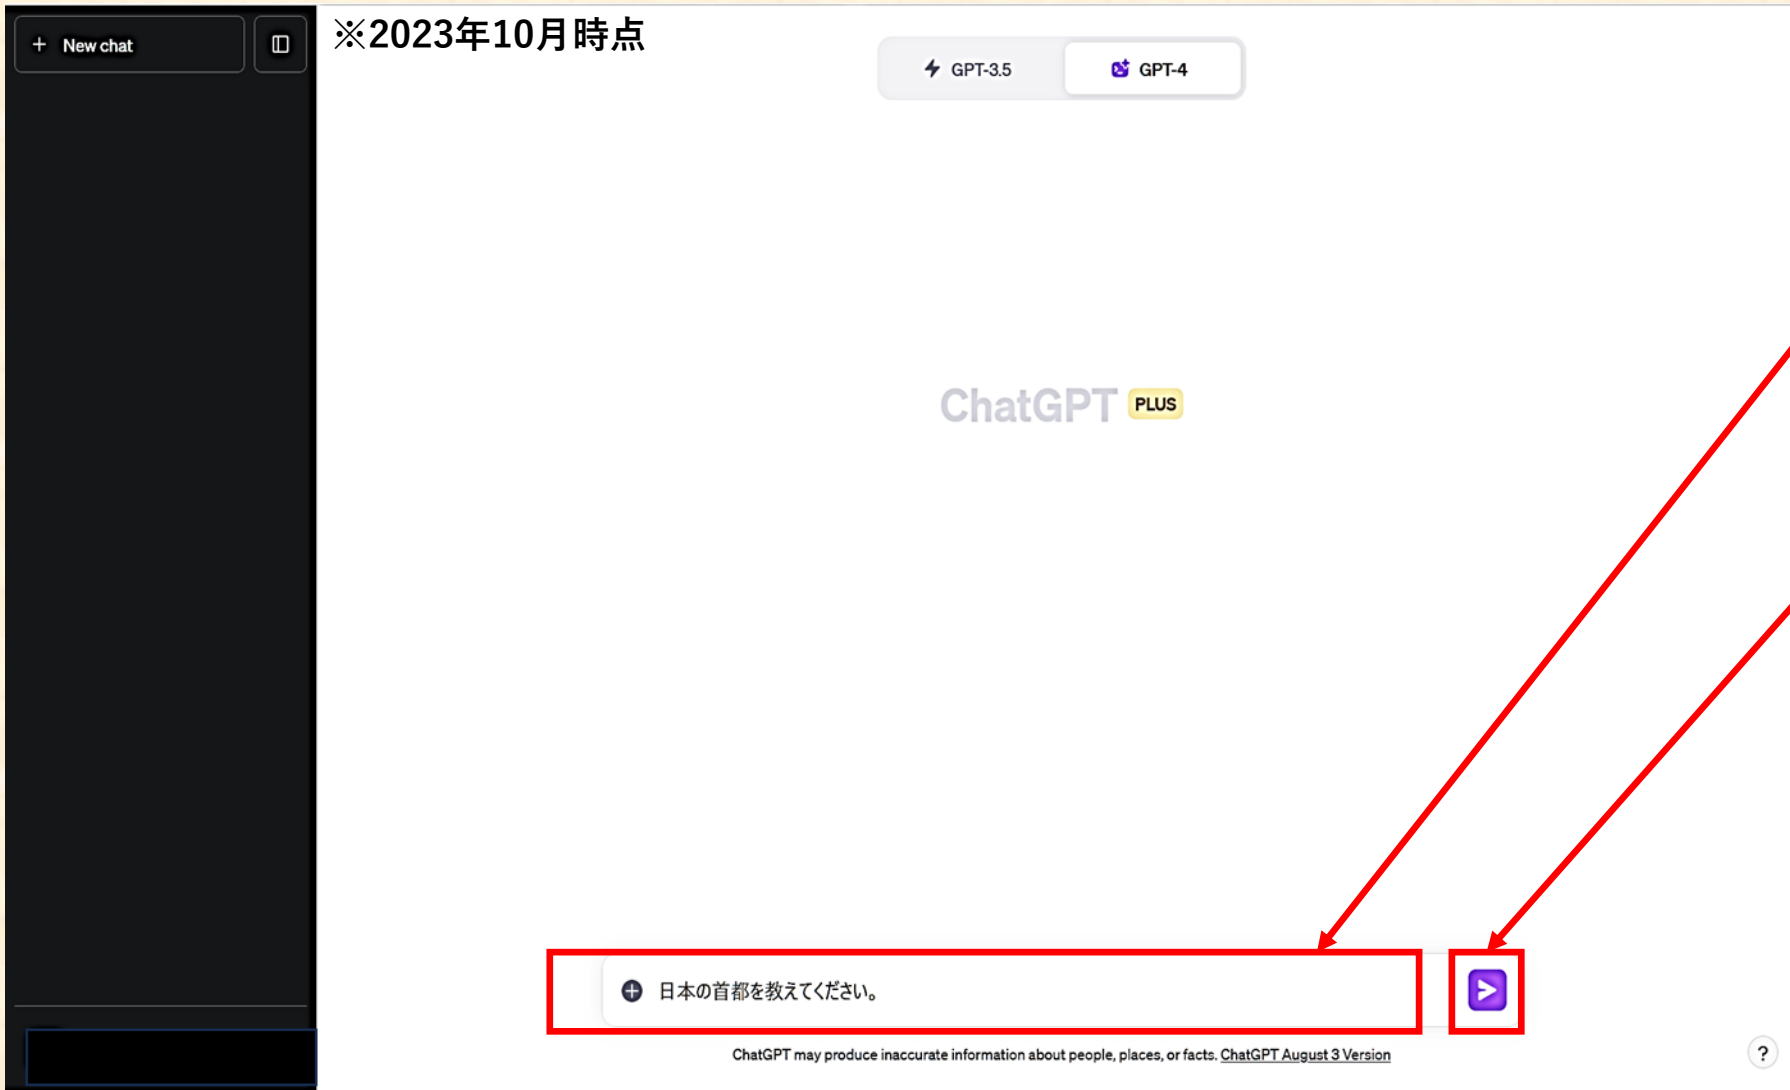 New chat
※2023年10月時点
GPT-3.5
GPT-4
ChatGPT PLUS
日本の首都を教えてください。
ChatGPT may produce inaccurate information about people, places, or facts. ChatGPT August 3 Version
?